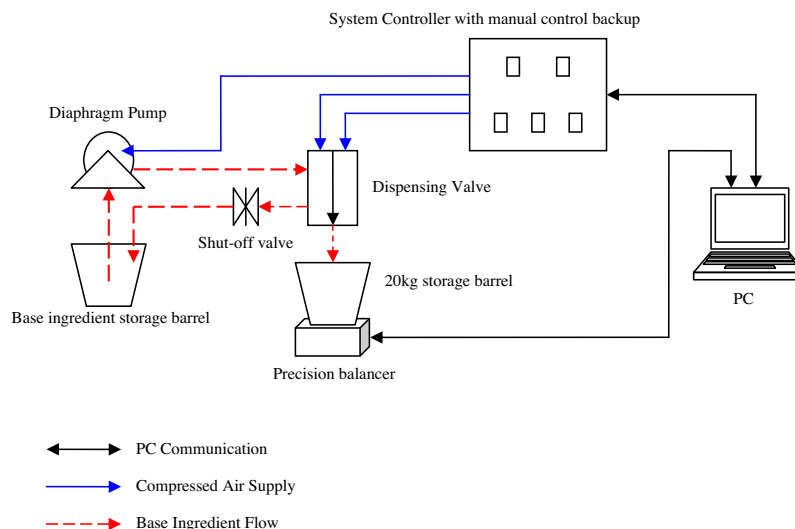 System Controller with manual control backup
Diaphragm Pump
Dispensing Valve
Shut-off valve
20kg storage barrel
PC
Base ingredient storage barrel
Precision balancer
PC Communication
Compressed Air Supply
Base Ingredient Flow